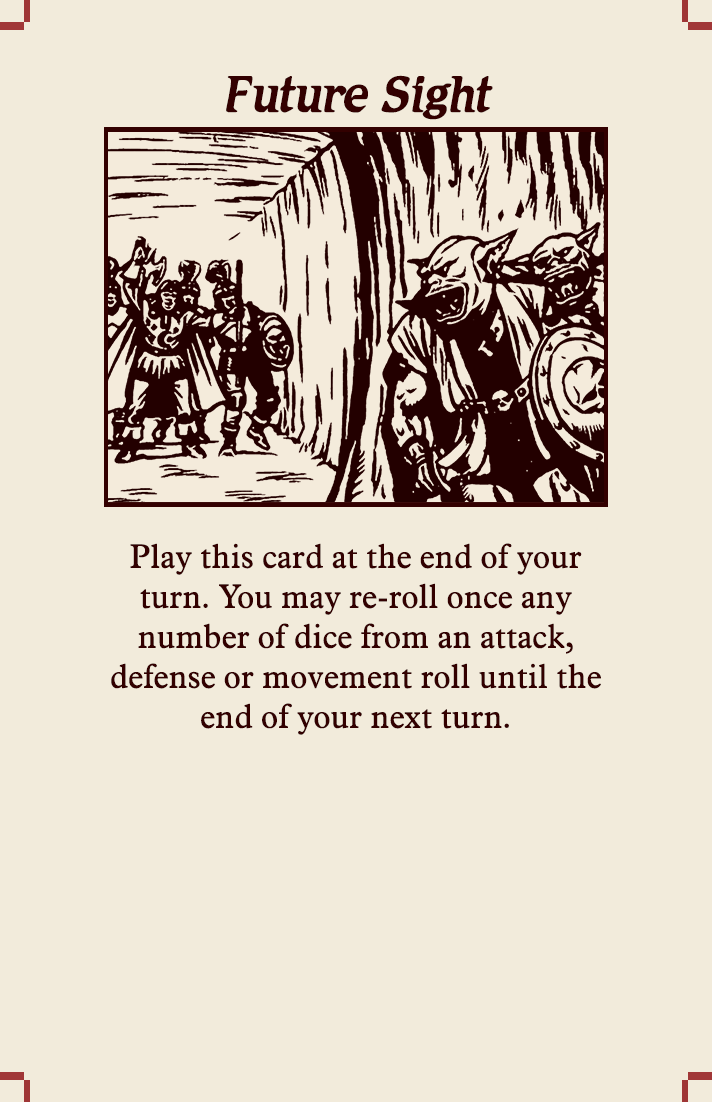 Future Sight
Play this card at the end of your
turn. You may re-roll once any
number of dice from an attack,
defense or movement roll until the
end of your next turn.